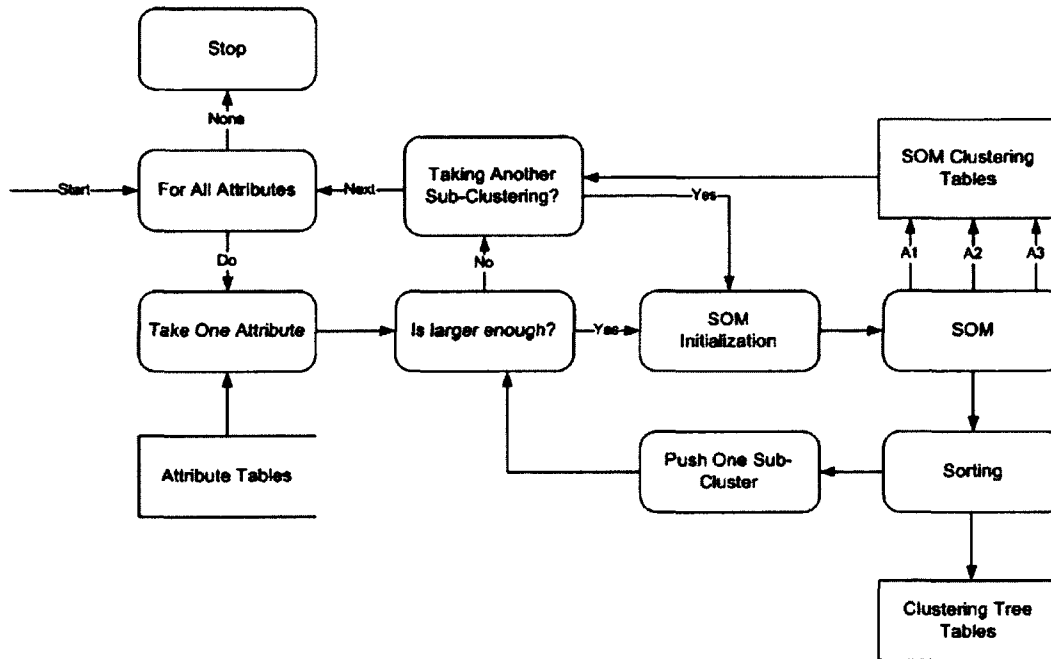 Stop
None
Start
For All Attributes
Next
Taking Another
Sub-Clustering?
Yes
SOM Clustering
Tables
Do
No
A1
A2
A3
Take One Attribute
Is larger enough?
Yes
SOM
Initialization
SOM
Attribute Tables
Push One Sub-
Cluster
Sorting
Clustering Tree
Tables